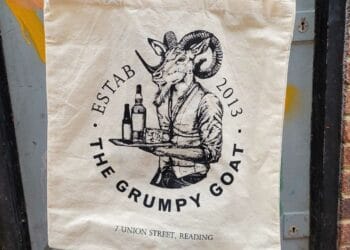 · ESTAB 2013 ·
THE GRUMPY GOAT
7 UNION STREET, READING